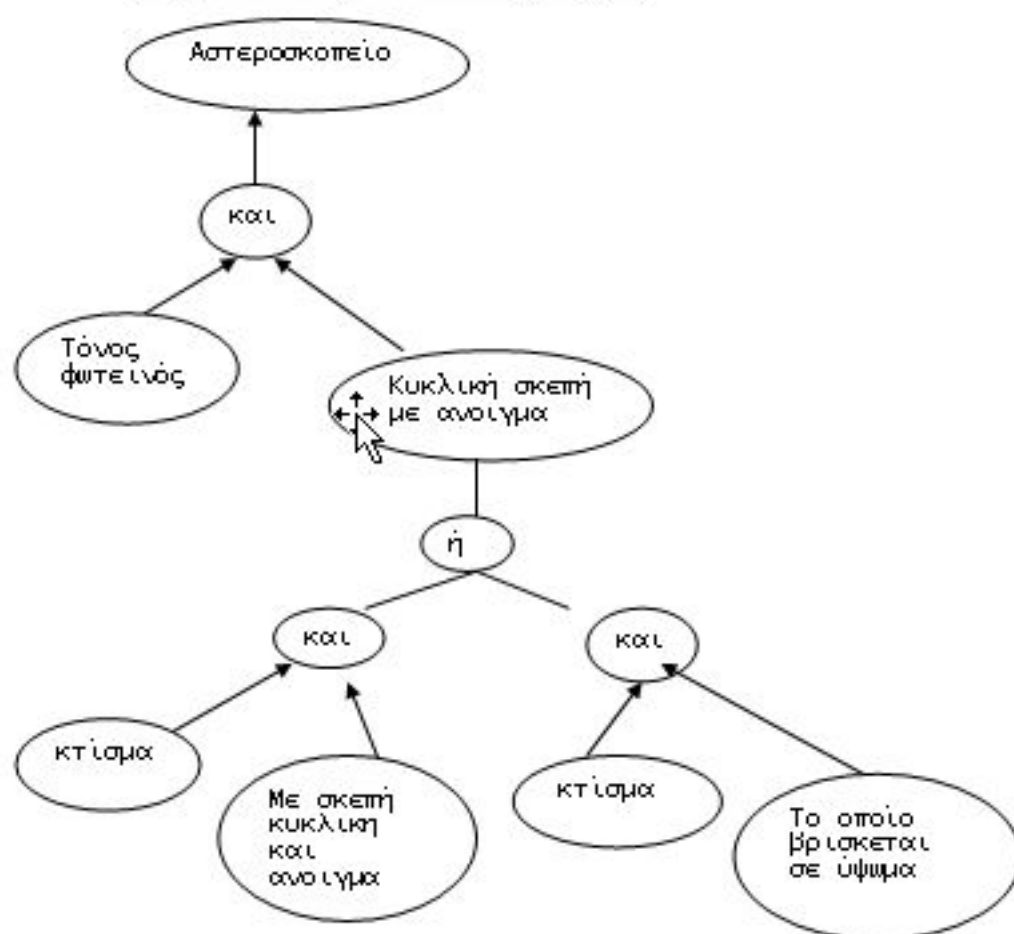 Αστεροσκοπείο
και
Τόνος
φωτεινός
Κυκλική σκεπή
με ανοιγμα
ή
και
και
κτίσμα
Με σκεπή
κυκλικη
και
ανοιγμα
κτίσμα
Το οποίο
βρισκεται
σε ύψωμα